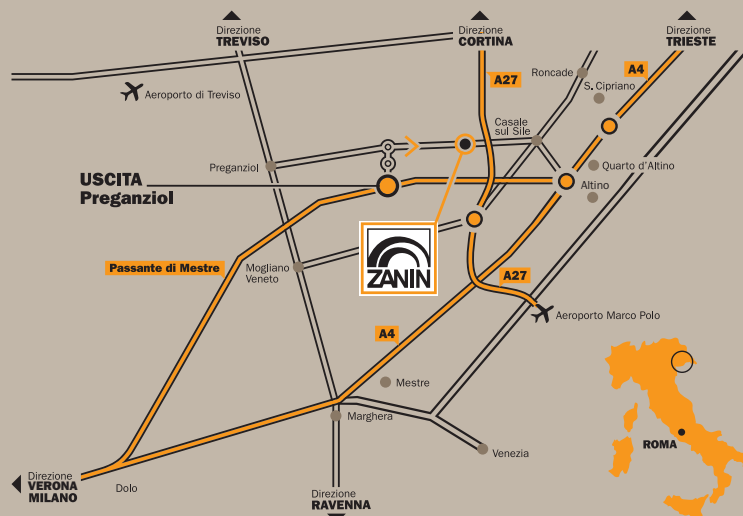 Direzione
TREVISO
Direzione
CORTINA
Direzione
TRIESTE
A4
A27
Roncade
S. Cipriano
Aeroporto di Treviso
Casale
sul Sile
Preganziol
Quarto d'Altino
USCITA
Preganziol
Altino
ZANIN
Passante di Mestre
Mogliano
Veneto
A27
Aeroporto Marco Polo
A4
Mestre
Marghera
ROMA
Venezia
Direzione
VERONA
MILANO
Dolo
Direzione
RAVENNA